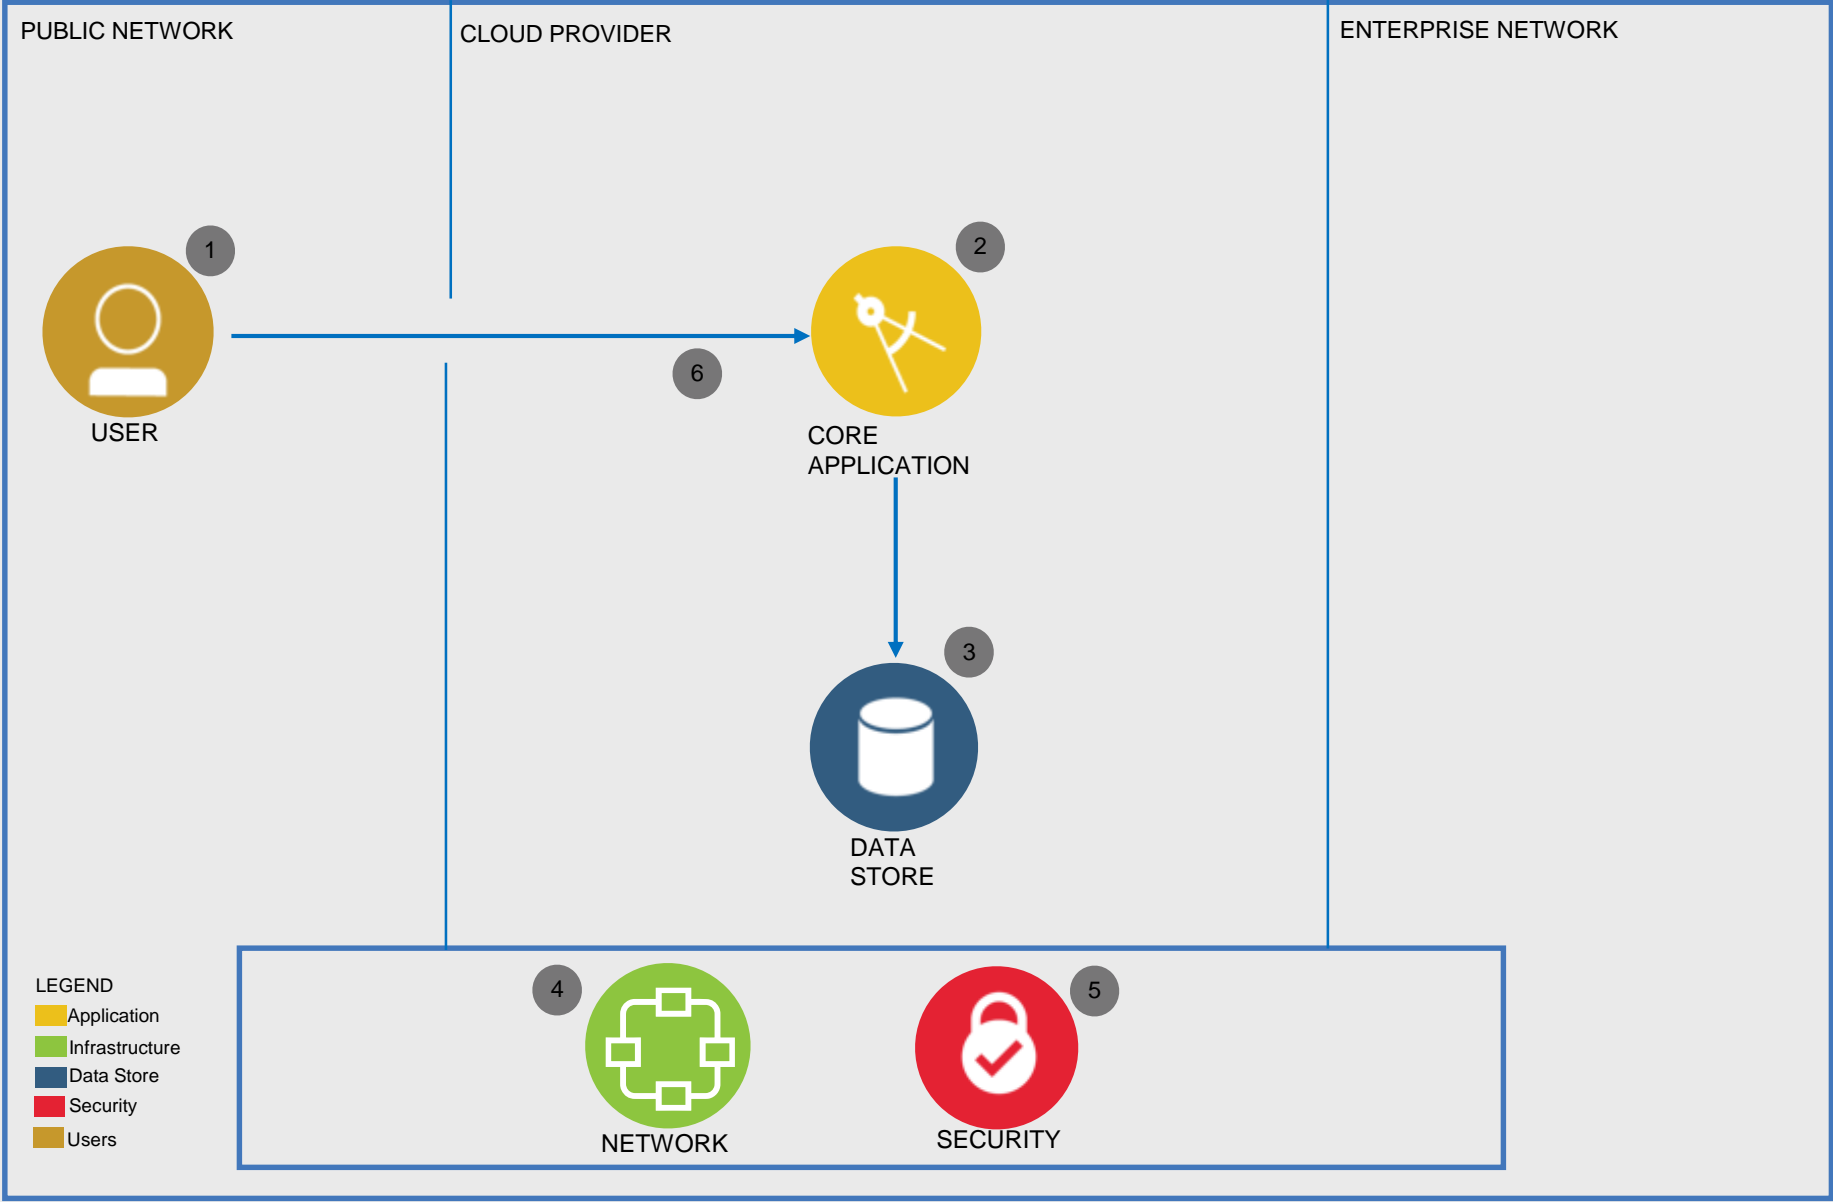 PUBLIC NETWORK
CLOUD PROVIDER
ENTERPRISE NETWORK
1
2
6
USER
CORE
APPLICATION
3
DATA
STORE
4
5
NETWORK
SECURITY
LEGEND
Application
Infrastructure
Data Store
Security
Users